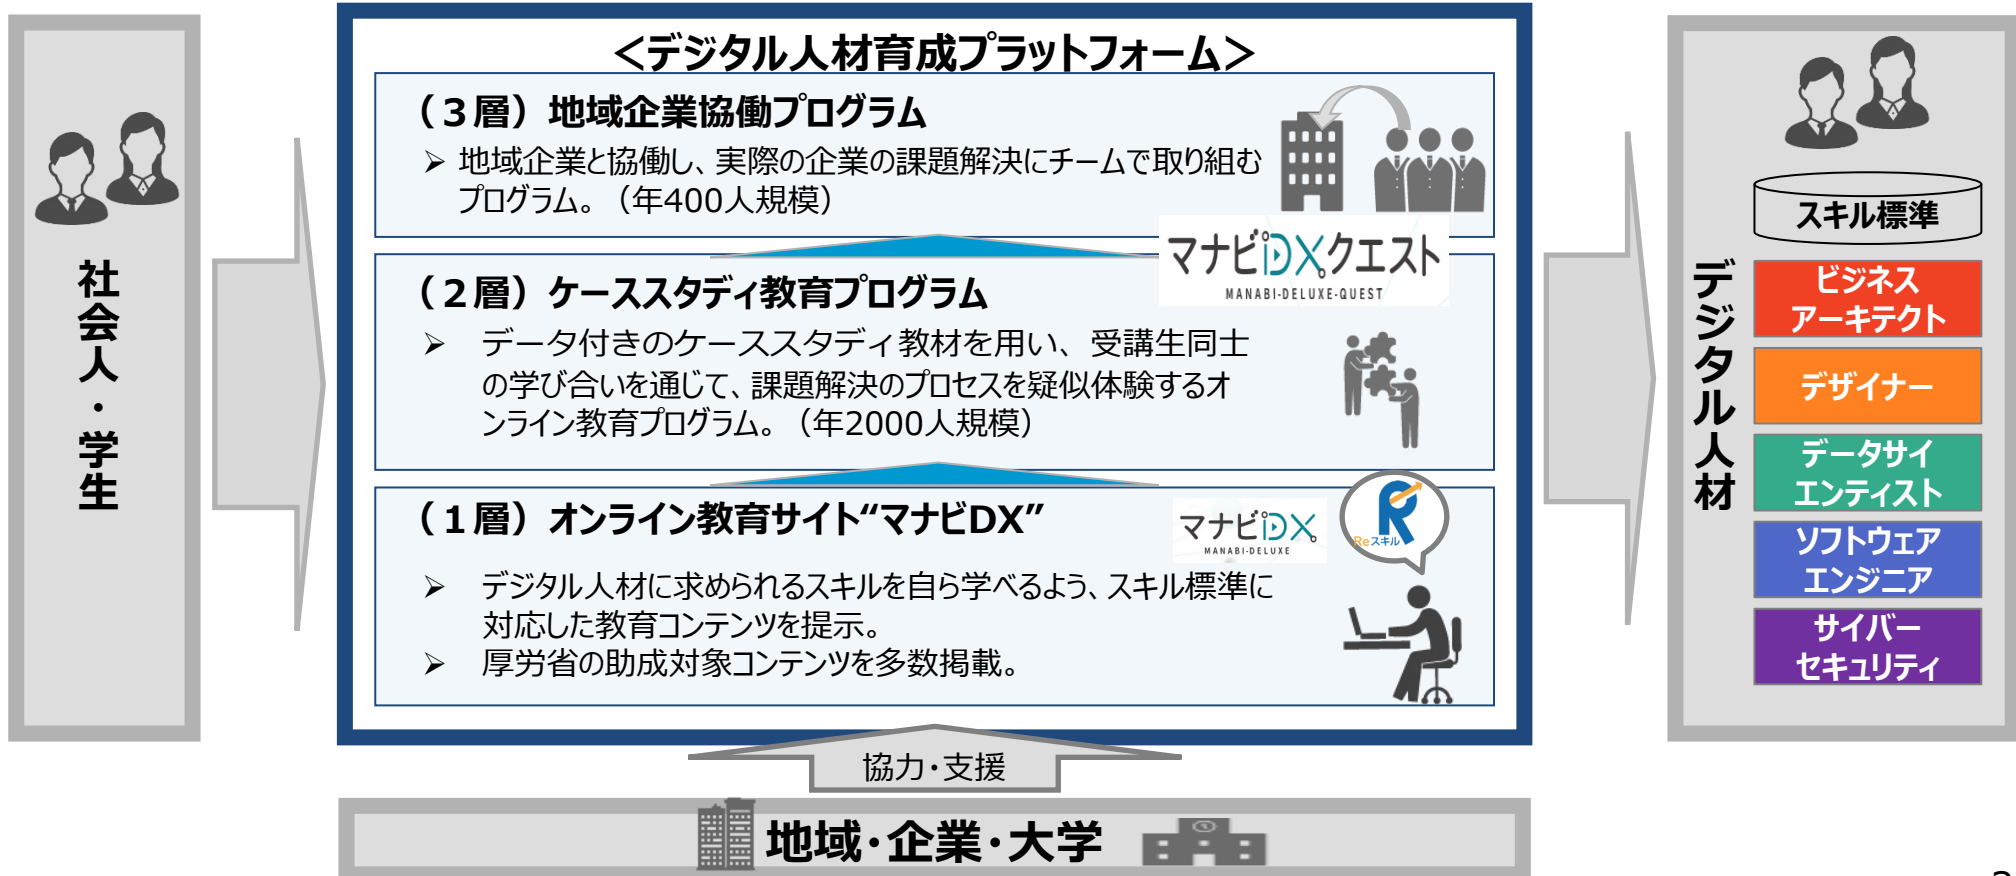 社会人・学生
＜デジタル人材育成プラットフォーム＞
（３層）地域企業協働プログラム
➢ 地域企業と協働し、実際の企業の課題解決にチームで取り組む
プログラム。（年400人規模）
マナビDXクエスト
MANABI-DELUXE-QUEST
（２層）ケーススタディ教育プログラム
➢ データ付きのケーススタディ教材を用い、受講生同士
の学び合いを通じて、課題解決のプロセスを疑似体験するオ
ンライン教育プログラム。（年2000人規模）
（１層）オンライン教育サイト“マナビDX”
マナビDX
MANABI-DELUXE
Reスキル
➢ デジタル人材に求められるスキルを自ら学べるよう、スキル標準に
対応した教育コンテンツを提示。
➢ 厚労省の助成対象コンテンツを多数掲載。
協力・支援
地域・企業・大学
デジタル人材
スキル標準
ビジネス
アーキテクト
デザイナー
データサイ
エンティスト
ソフトウェア
エンジニア
サイバー
セキュリティ